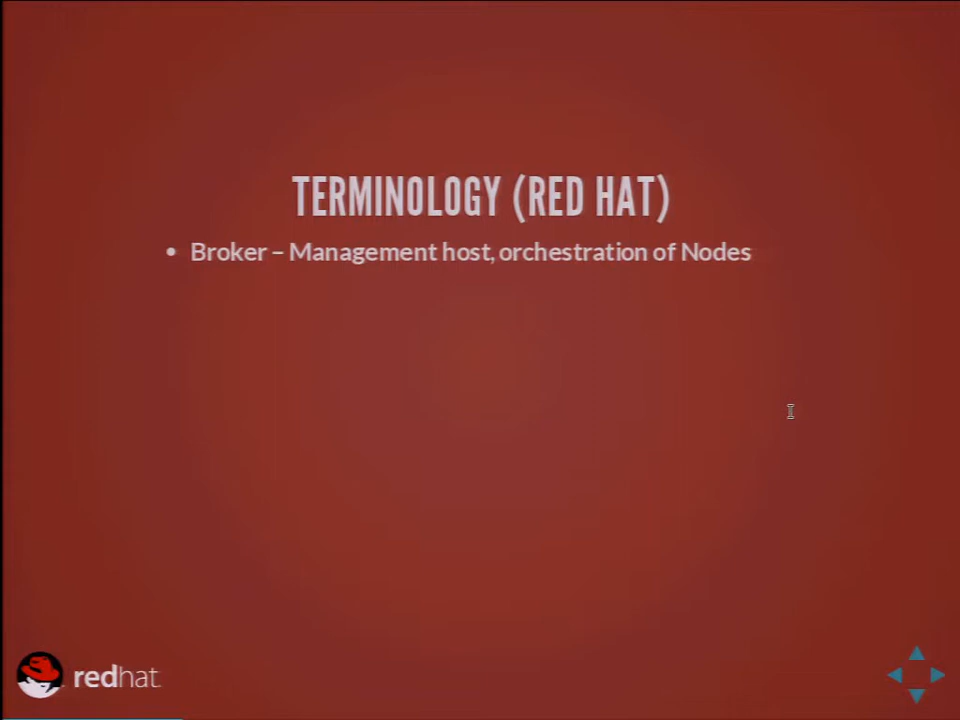 TERMINOLOGY (RED HAT)
• Broker – Management host, orchestration of Nodes
redhat.